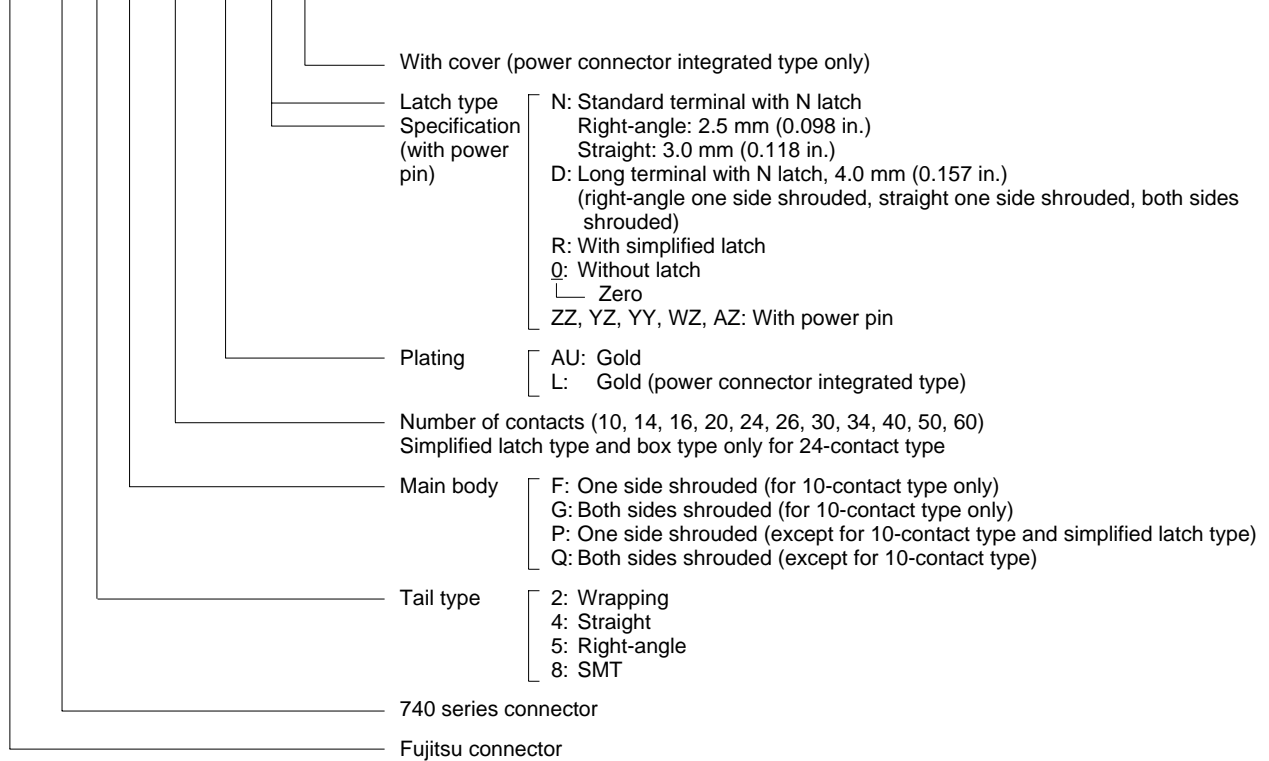 With cover (power connector integrated type only)
Latch type
Specification
(with power
pin)
N: Standard terminal with N latch
Right-angle: 2.5 mm (0.098 in.)
Straight: 3.0 mm (0.118 in.)
D: Long terminal with N latch, 4.0 mm (0.157 in.)
(right-angle one side shrouded, straight one side shrouded, both sides
shrouded)
R: With simplified latch
0: Without latch
Zero
ZZ, YZ, YY, WZ, AZ: With power pin
Plating
AU: Gold
L: Gold (power connector integrated type)
Number of contacts (10, 14, 16, 20, 24, 26, 30, 34, 40, 50, 60)
Simplified latch type and box type only for 24-contact type
Main body
F: One side shrouded (for 10-contact type only)
G: Both sides shrouded (for 10-contact type only)
P: One side shrouded (except for 10-contact type and simplified latch type)
Q: Both sides shrouded (except for 10-contact type)
Tail type
2: Wrapping
4: Straight
5: Right-angle
8: SMT
740 series connector
Fujitsu connector